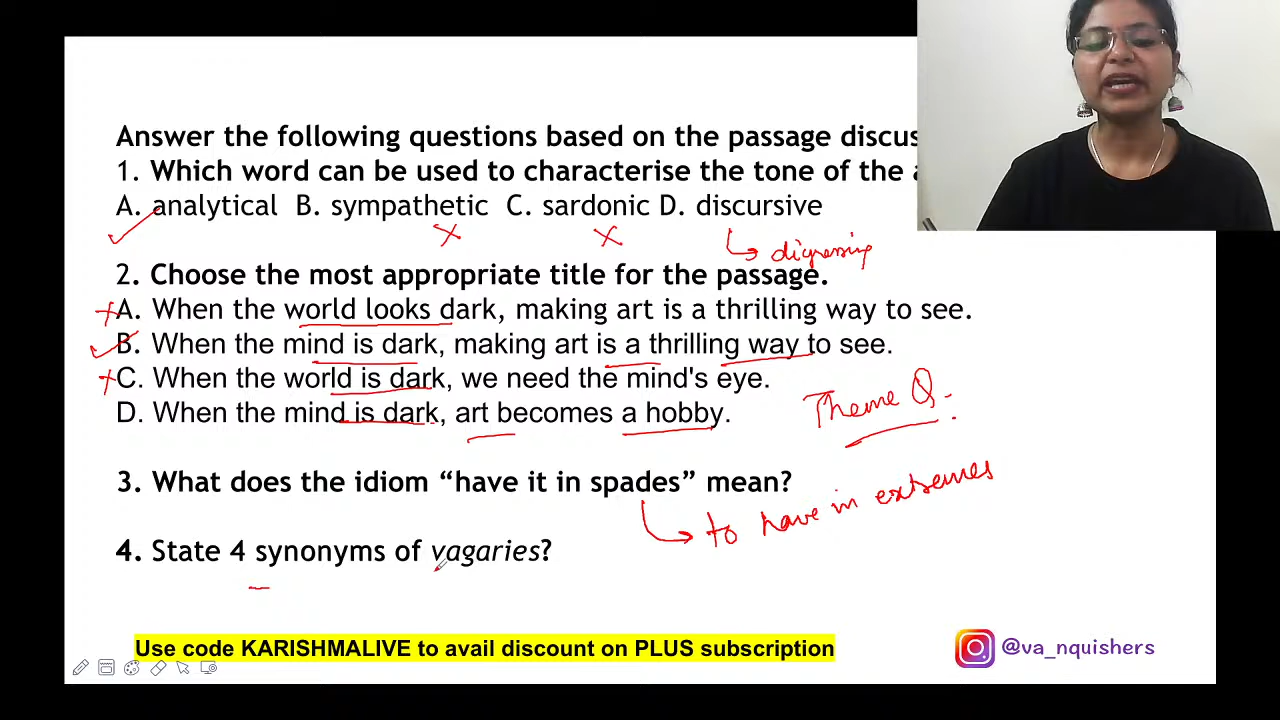 Answer the following questions based on the passage discus
1. Which word can be used to characterise the tone of the a
A. analytical B. sympathetic C. sardonic D. discursive
digressing
2. Choose the most appropriate title for the passage.
A. When the world looks dark, making art is a thrilling way to see.
B. When the mind is dark, making art is a thrilling way to see.
C. When the world is dark, we need the mind's eye.
D. When the mind is dark, art becomes a hobby.
Theme Q.
3. What does the idiom “have it in spades” mean?
to have in extremes
4. State 4 synonyms of vagaries?
Use code KARISHMALIVE to avail discount on PLUS subscription
@va_nquishers